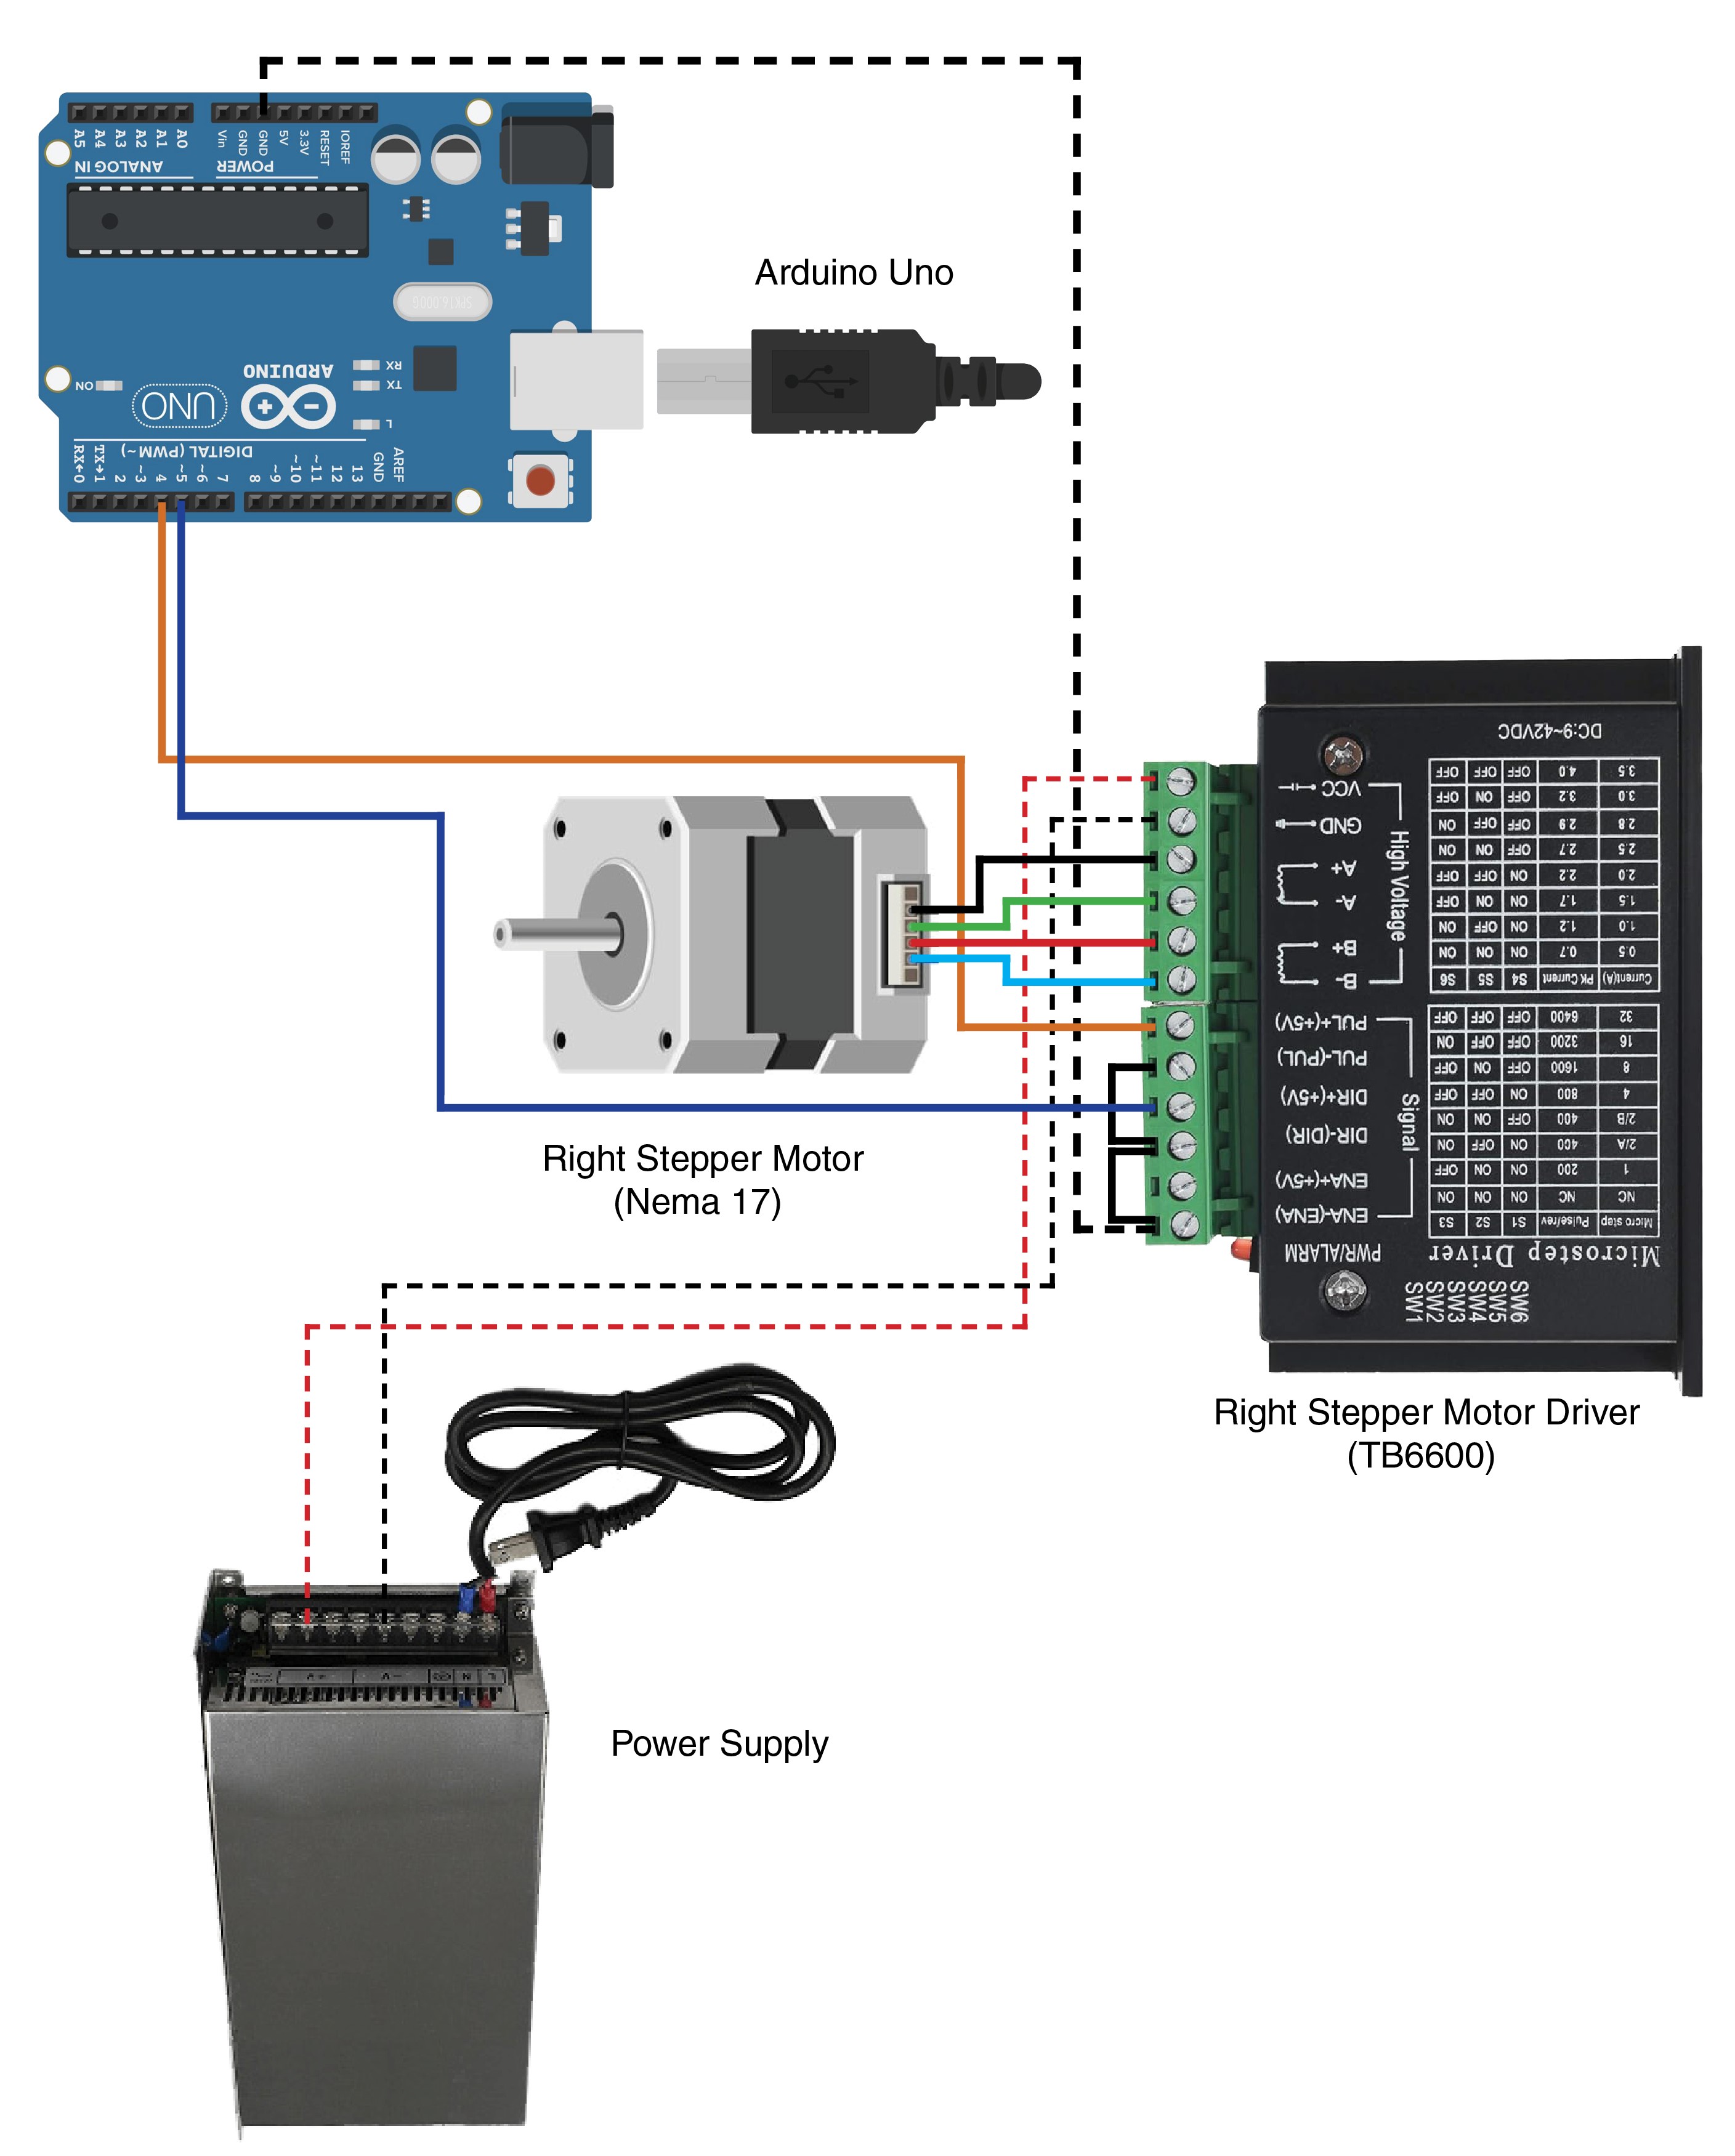 A5
A4
A3
A2
A1
A0
Vin
GND
GND
5V
3.3V
RESET
IOREF
ANALOG IN
POWER
SPK16.000G
Arduino Uno
ARDUINO
UNO
ON
RX
TX
L
DIGITAL (PWM ~)
RX←0
TX→1
2
~3
4
~5
~6
7
8
~9
~10
~11
12
13
GND
AREF
DC:9~42VDC
VCC
GND
A+
A-
B+
B-
High Voltage
3.5 4.0 OFF OFF OFF
3.0 3.2 OFF ON OFF
2.8 2.9 OFF OFF ON
2.5 2.7 OFF ON ON
2.0 2.2 ON OFF OFF
1.5 1.7 ON ON OFF
1.0 1.2 ON OFF ON
0.5 0.7 ON ON ON
Current(A) PK Current S4 S5 S6
PUL+(+5V)
PUL-(PUL)
DIR+(+5V)
DIR-(DIR)
ENA+(+5V)
ENA-(ENA)
Signal
32 6400 OFF OFF OFF
16 3200 OFF OFF ON
8 1600 OFF ON OFF
4 800 ON OFF OFF
2/B 400 OFF ON ON
2/A 400 ON OFF ON
1 200 ON ON OFF
NC NC ON ON ON
Micro step Pulse/rev S1 S2 S3
PWR/ALARM
Microstep Driver
SW1
SW2
SW3
SW4
SW5
SW6
Right Stepper Motor
(Nema 17)
Right Stepper Motor Driver
(TB6600)
Power Supply